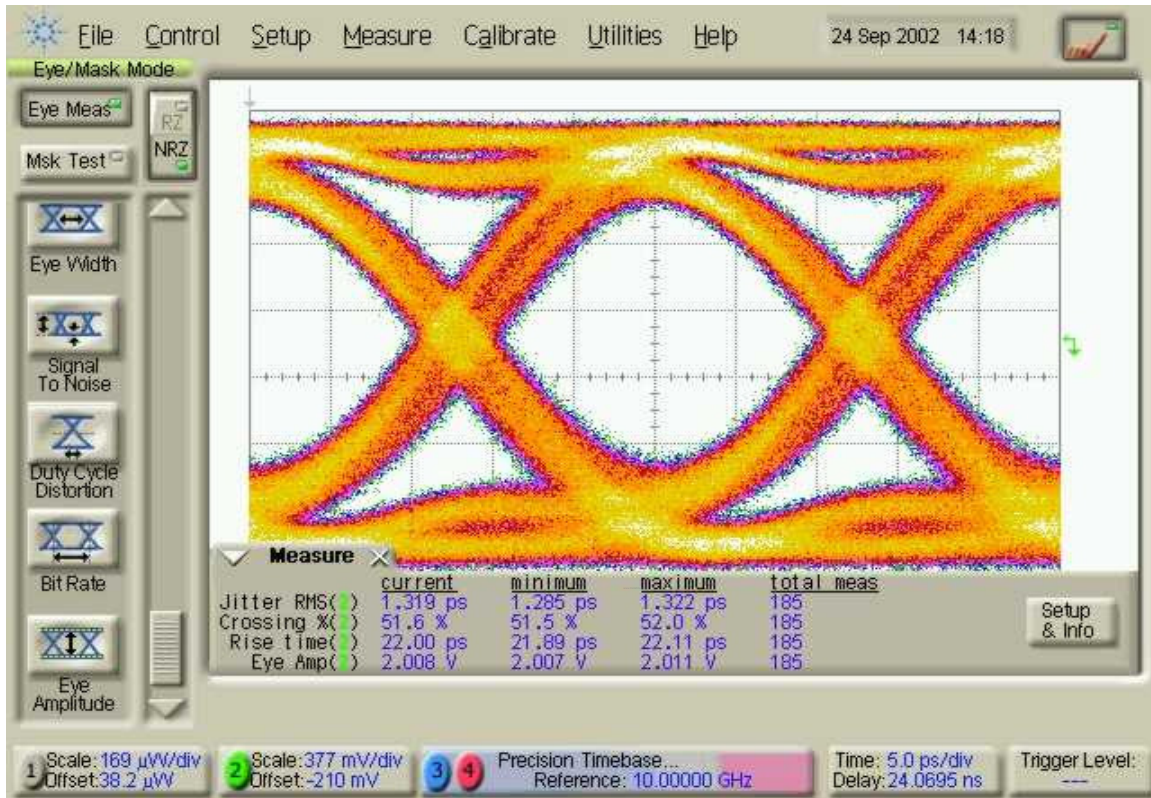 File Control Setup Measure Calibrate Utilities Help 24 Sep 2002 14:18
Eye/Mask Mode
Eye Meas
RZ
NRZ
Msk Test
Eye Width
Signal
To Noise
Duty Cycle
Distortion
Bit Rate
Eye
Amplitude
Measure
current minimum maximum total meas
Jitter RMS(2) 1.319 ps 1.285 ps 1.322 ps 185
Crossing %(2) 51.6 % 51.5 % 52.0 % 185
Rise time(2) 22.00 ps 21.89 ps 22.11 ps 185
Eye Amp(2) 2.008 V 2.007 V 2.011 V 185
Setup
& Info
1 Scale:169 µW/div
Offset:38.2 µW
2 Scale:377 mV/div
Offset:-210 mV
3 4 Precision Timebase...
Reference: 10.00000 GHz
Time: 5.0 ps/div
Delay:24.0695 ns
Trigger Level:
---